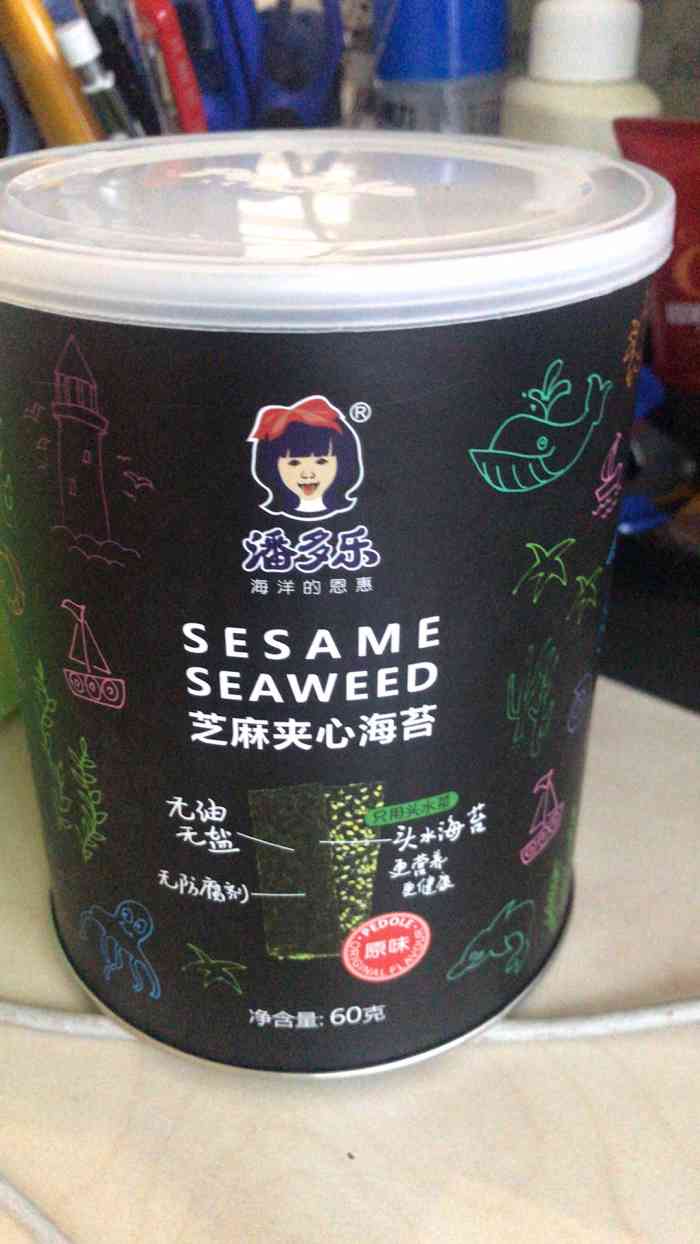 ®
潘多乐
海洋的恩惠
SESAME
SEAWEED
芝麻夹心海苔
无油
无盐
无防腐剂
只用头水菜
头水海苔
更营养
更健康
PEDOLE
原味
ORIGINAL FLAVOUR
净含量: 60克